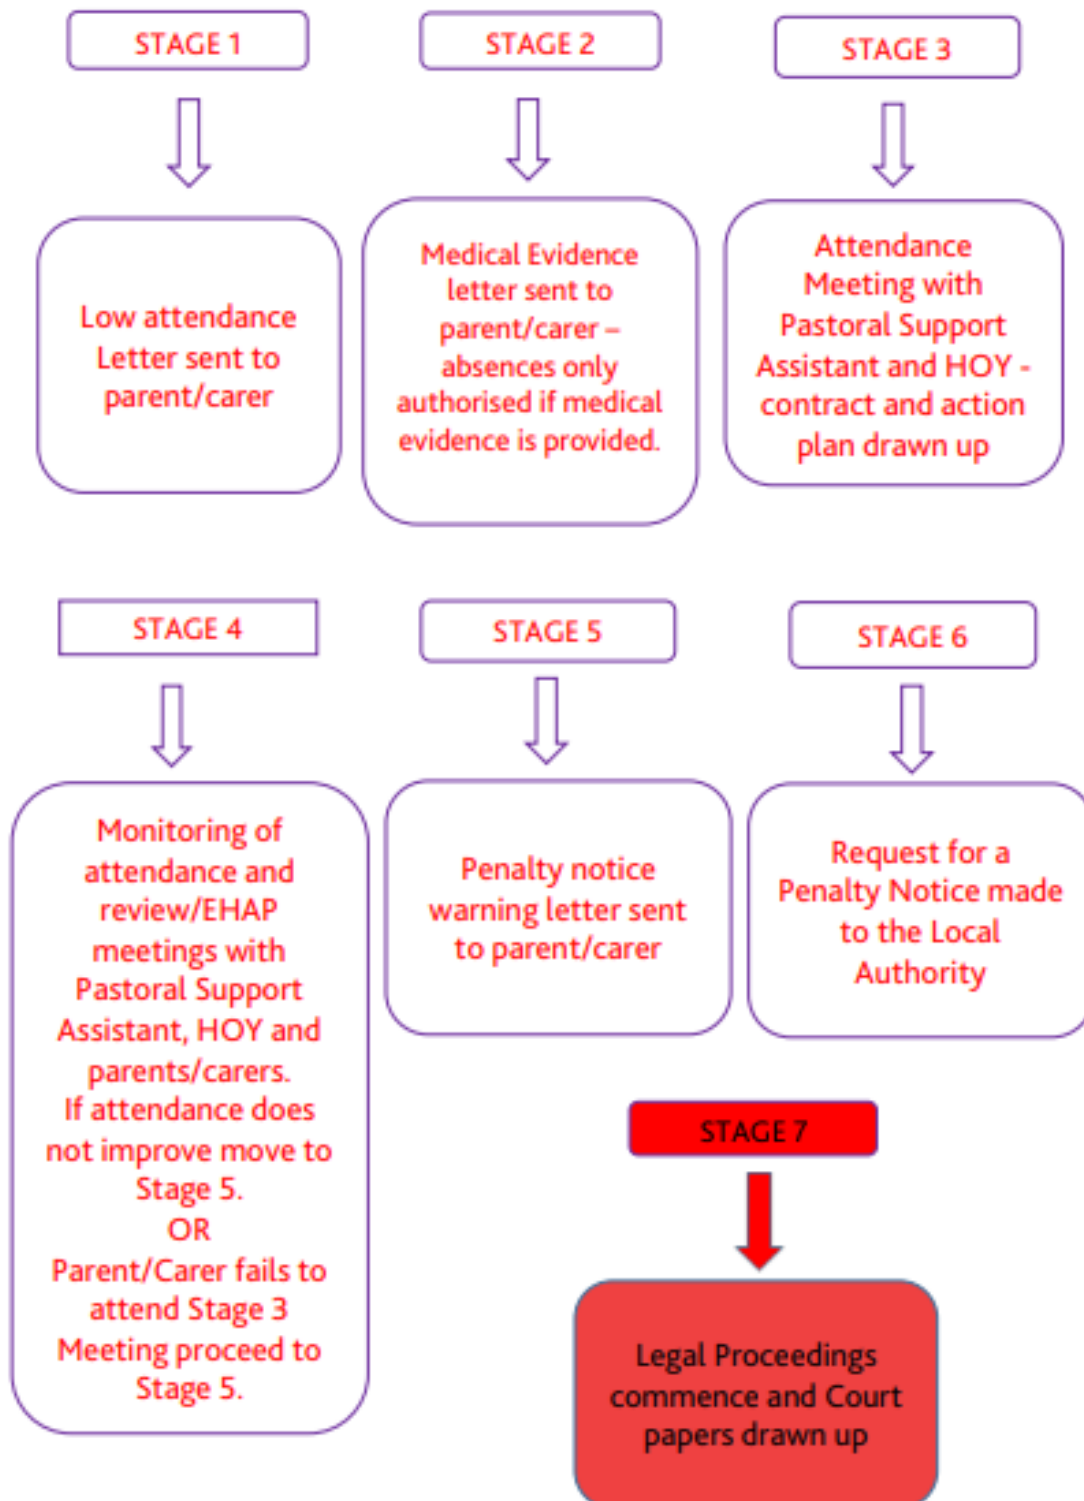 STAGE 1
Low attendance
Letter sent to
parent/carer
STAGE 2
Medical Evidence
letter sent to
parent/carer –
absences only
authorised if medical
evidence is provided.
STAGE 3
Attendance
Meeting with
Pastoral Support
Assistant and HOY -
contract and action
plan drawn up
STAGE 4
Monitoring of
attendance and
review/EHAP
meetings with
Pastoral Support
Assistant, HOY and
parents/carers.
If attendance does
not improve move to
Stage 5.
OR
Parent/Carer fails to
attend Stage 3
Meeting proceed to
Stage 5.
STAGE 5
Penalty notice
warning letter sent
to parent/carer
STAGE 6
Request for a
Penalty Notice made
to the Local
Authority
STAGE 7
Legal Proceedings
commence and Court
papers drawn up